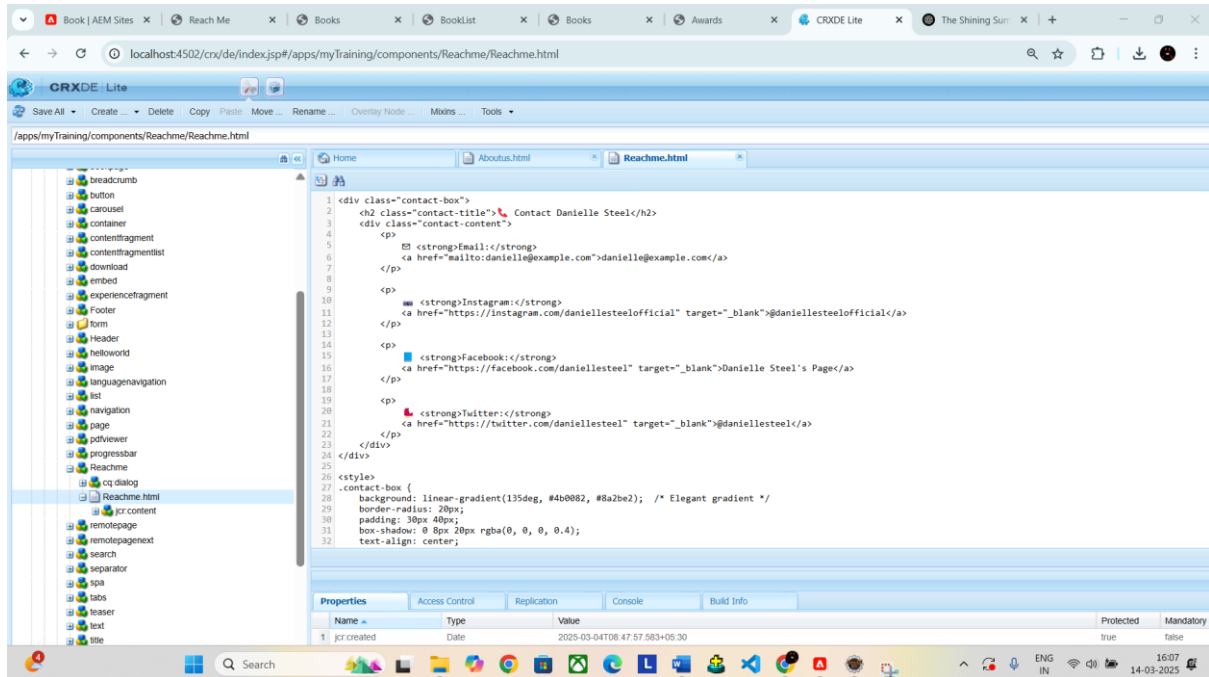 Book | AEM Sites
Reach Me
Books
BookList
Books
Awards
CRXDE Lite
The Shining Sun
localhost:4502/crx/de/index.jsp#/apps/myTraining/components/Reachme/Reachme.html
CRXDE Lite
Save All Create ... Delete Copy Paste Move ... Rename ... Overlay Node ... Mixins ... Tools
/apps/myTraining/components/Reachme/Reachme.html
breadcrumb
button
carousel
container
contentfragment
contentfragmentlist
download
embed
experiencefragment
Footer
form
Header
helloworld
image
languagenavigation
list
navigation
page
pdfviewer
progressbar
Reachme
cq:dialog
Reachme.html
jcr:content
remotepage
remotepagenext
search
separator
spa
tabs
teaser
text
title
Home Aboutus.html Reachme.html
1 <div class="contact-box">
2 <h2 class="contact-title">📞 Contact Danielle Steel</h2>
3 <div class="contact-content">
4 <p>
5 ✉ <strong>Email:</strong>
6 <a href="mailto:danielle@example.com">danielle@example.com</a>
7 </p>
8
9 <p>
10 📷 <strong>Instagram:</strong>
11 <a href="https://instagram.com/daniellesteelofficial" target="_blank">@daniellesteelofficial</a>
12 </p>
13
14 <p>
15 📘 <strong>Facebook:</strong>
16 <a href="https://facebook.com/daniellesteel" target="_blank">Danielle Steel's Page</a>
17 </p>
18
19 <p>
20 <strong>Twitter:</strong>
21 <a href="https://twitter.com/daniellesteel" target="_blank">@daniellesteel</a>
22 </p>
23 </div>
24 </div>
25
26 <style>
27 .contact-box {
28 background: linear-gradient(135deg, #4b0082, #8a2be2); /* Elegant gradient */
29 border-radius: 20px;
30 padding: 30px 40px;
31 box-shadow: 0 8px 20px rgba(0, 0, 0, 0.4);
32 text-align: center;
Properties Access Control Replication Console Build Info
Name Type Value Protected Mandatory
1 jcr:created Date 2025-03-04T08:47:57.583+05:30 true false
4
Search
ENG
IN
16:07
14-03-2025